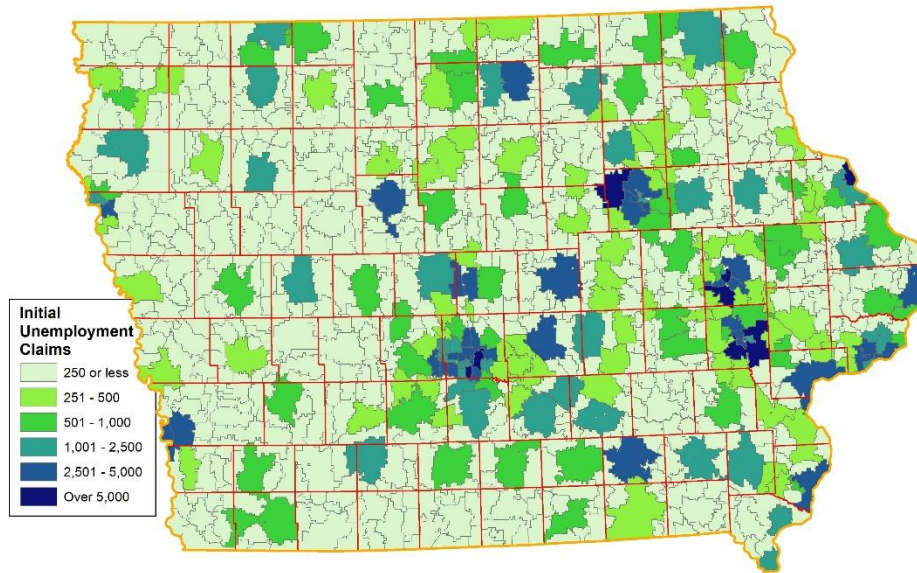 Initial
Unemployment
Claims
250 or less
251 - 500
501 - 1,000
1,001 - 2,500
2,501 - 5,000
Over 5,000